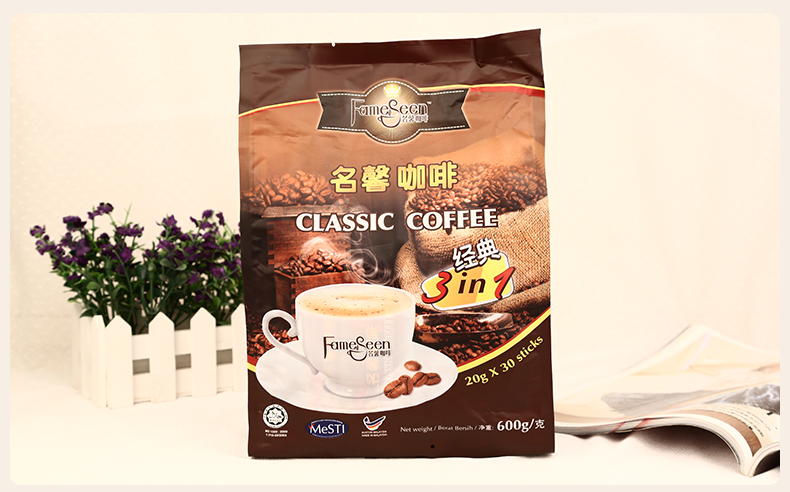 FameSeen™
名馨咖啡
名馨咖啡
CLASSIC COFFEE
经典
3 in 1
FameSeen
名馨咖啡
20g X 30 sticks
MeSTI
Net weight / Berat Bersih / 净重: 600g/克